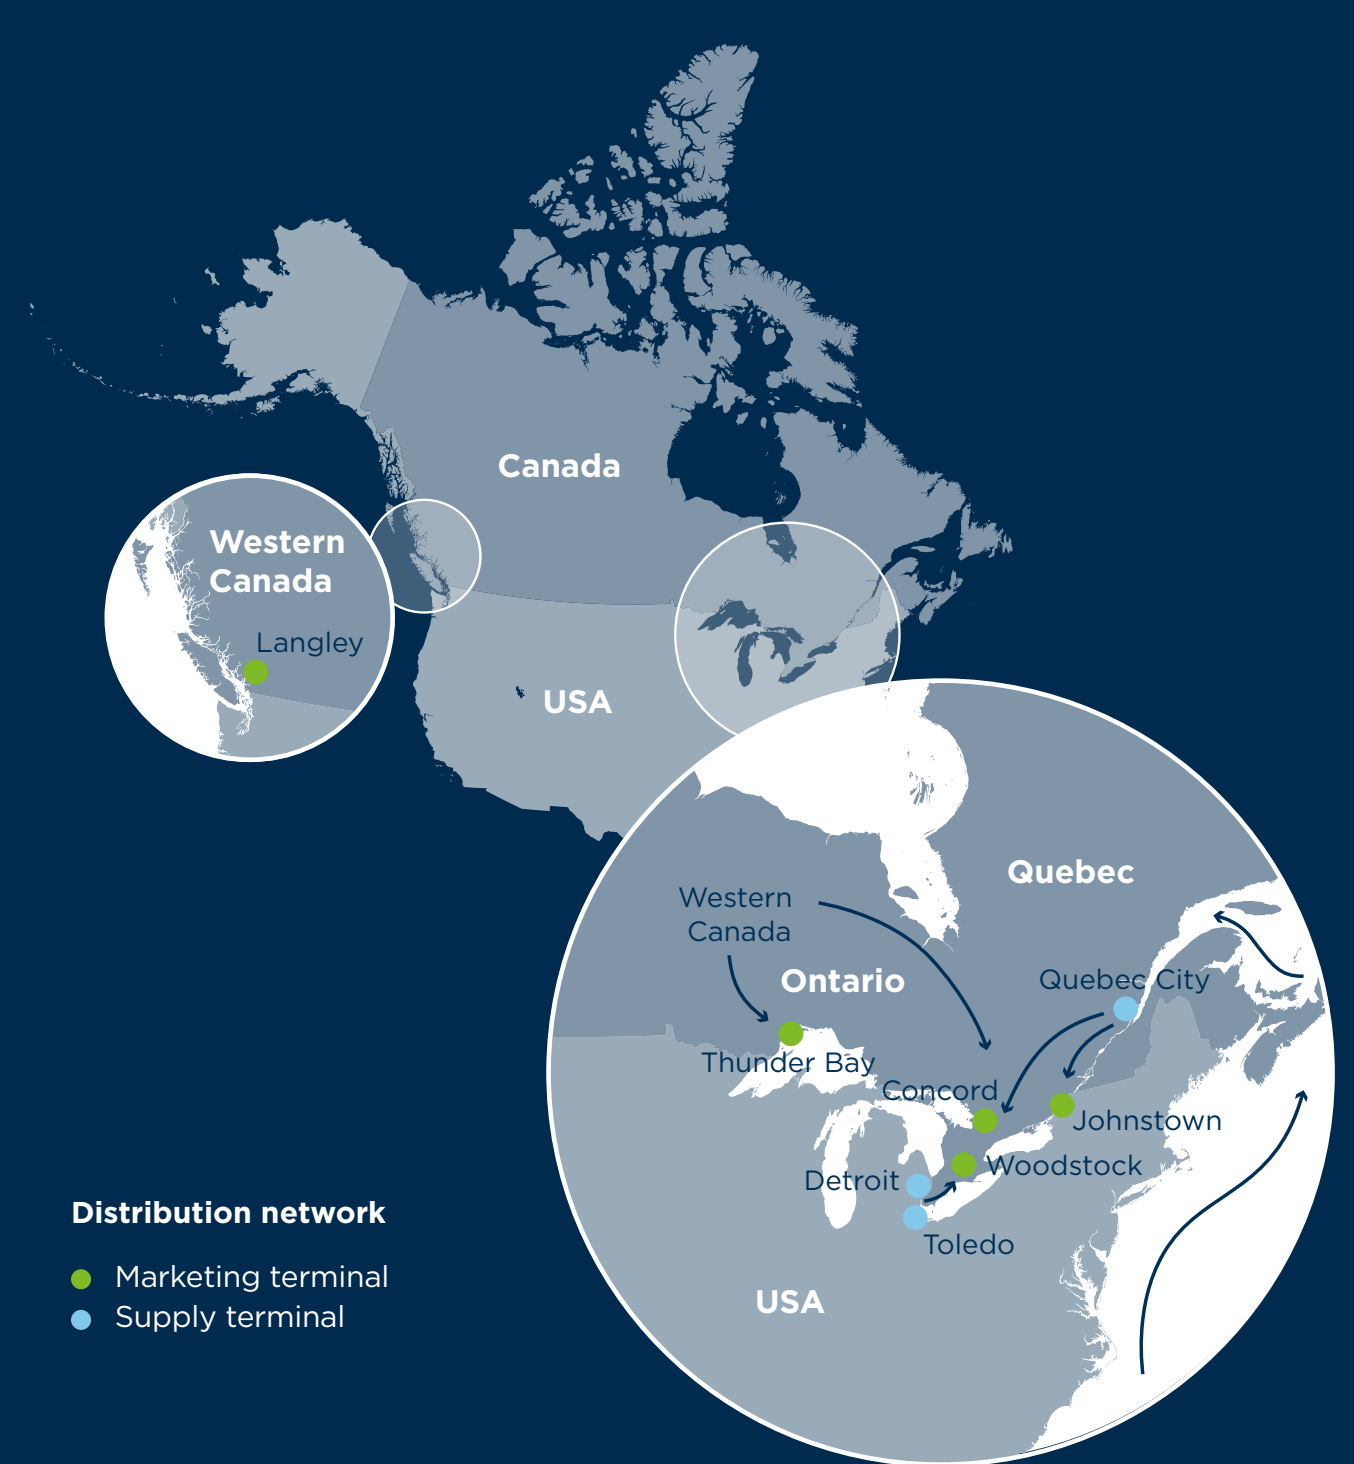 Canada
Western
Canada
Langley
USA
Quebec
Western
Canada
Ontario
Quebec City
Thunder Bay
Concord
Johnstown
Woodstock
Detroit
Toledo
USA
Distribution network
Marketing terminal
Supply terminal